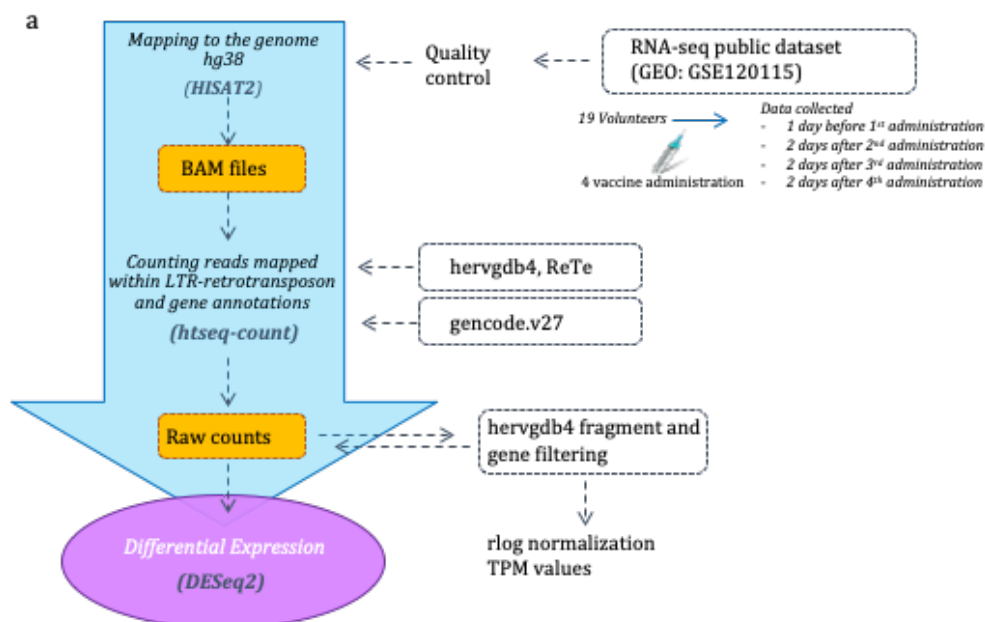 a
Mapping to the genome
hg38
(HISAT2)
Quality
control
RNA-seq public dataset
(GEO: GSE120115)
19 Volunteers
4 vaccine administration
Data collected
- 1 day before 1st administration
- 2 days after 2nd administration
- 2 days after 3rd administration
- 2 days after 4th administration
BAM files
Counting reads mapped
within LTR-retrotransposon
and gene annotations
(htseq-count)
hervgdb4, ReTe
gencode.v27
Raw counts
hervgdb4 fragment and
gene filtering
rlog normalization
TPM values
Differential Expression
(DESeq2)